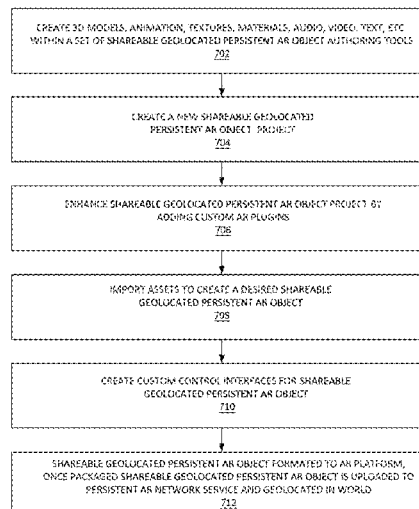 CREATE 3D MODELS, ANIMATION, TEXTURES, MATERIALS, AUDIO, VIDEO, TEXT, ETC
WITHIN A SET OF SHAREABLE GEOLOCATED PERSISTENT AR OBJECT AUTHORING TOOLS
702
CREATE A NEW SHAREABLE GEOLOCATED
PERSISTENT AR OBJECT PROJECT
704
ENHANCE SHAREABLE GEOLOCATED PERSISTENT AR OBJECT PROJECT BY
ADDING CUSTOM AR PLUGINS
706
IMPORT ASSETS TO CREATE A DESIRED SHAREABLE
GEOLOCATED PERSISTENT AR OBJECT
708
CREATE CUSTOM CONTROL INTERFACES FOR SHAREABLE
GEOLOCATED PERSISTENT AR OBJECT
710
SHAREABLE GEOLOCATED PERSISTENT AR OBJECT FORMATED TO AR PLATFORM,
ONCE PACKAGED SHAREABLE GEOLOCATED PERSISTENT AR OBJECT IS UPLOADED TO
PERSISTENT AR NETWORK SERVICE AND GEOLOCATED IN WORLD
712